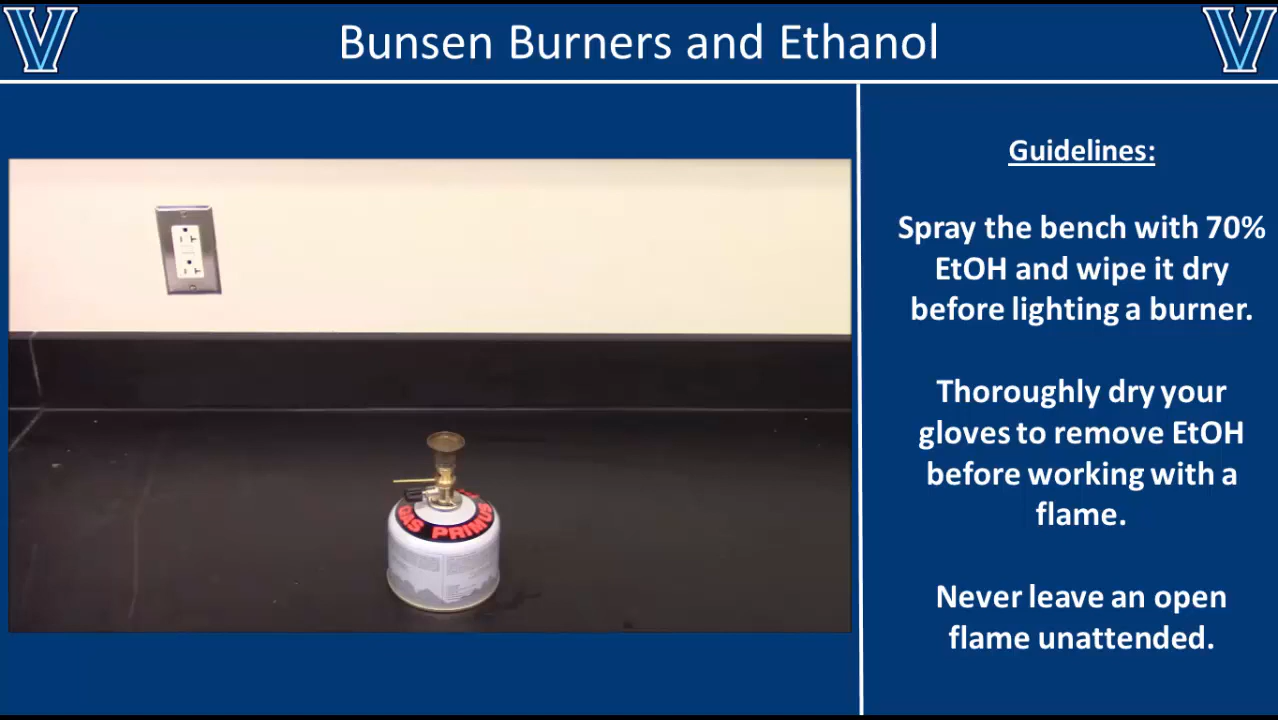 Bunsen Burners and Ethanol
Guidelines:
Spray the bench with 70%
EtOH and wipe it dry
before lighting a burner.
Thoroughly dry your
gloves to remove EtOH
before working with a
flame.
Never leave an open
flame unattended.
GAS PRIMUS